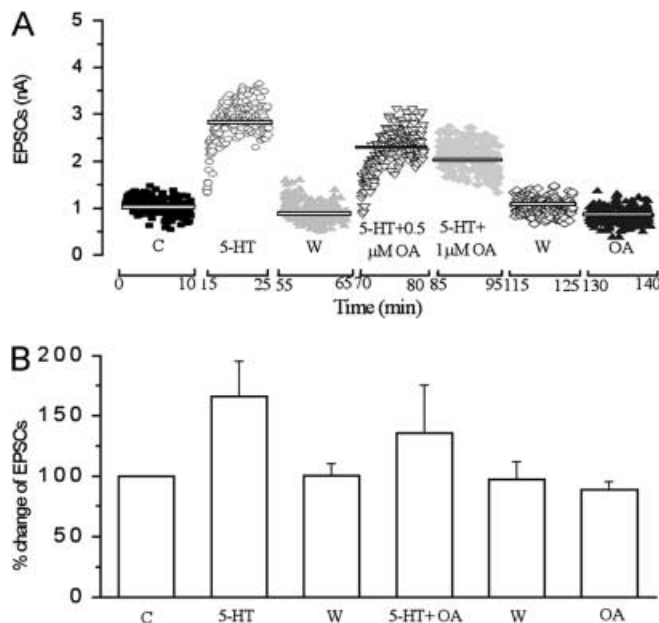 A
EPSCs (nA)
5
4
3
2
1
0
C
5-HT
W
5-HT+0.5
µM OA
5-HT+
1µM OA
W
OA
0 10 15 25 55 65 70 80 85 95 115 125 130 140
Time (min)
B
% change of EPSCs
200
150
100
50
0
C 5-HT W 5-HT+OA W OA